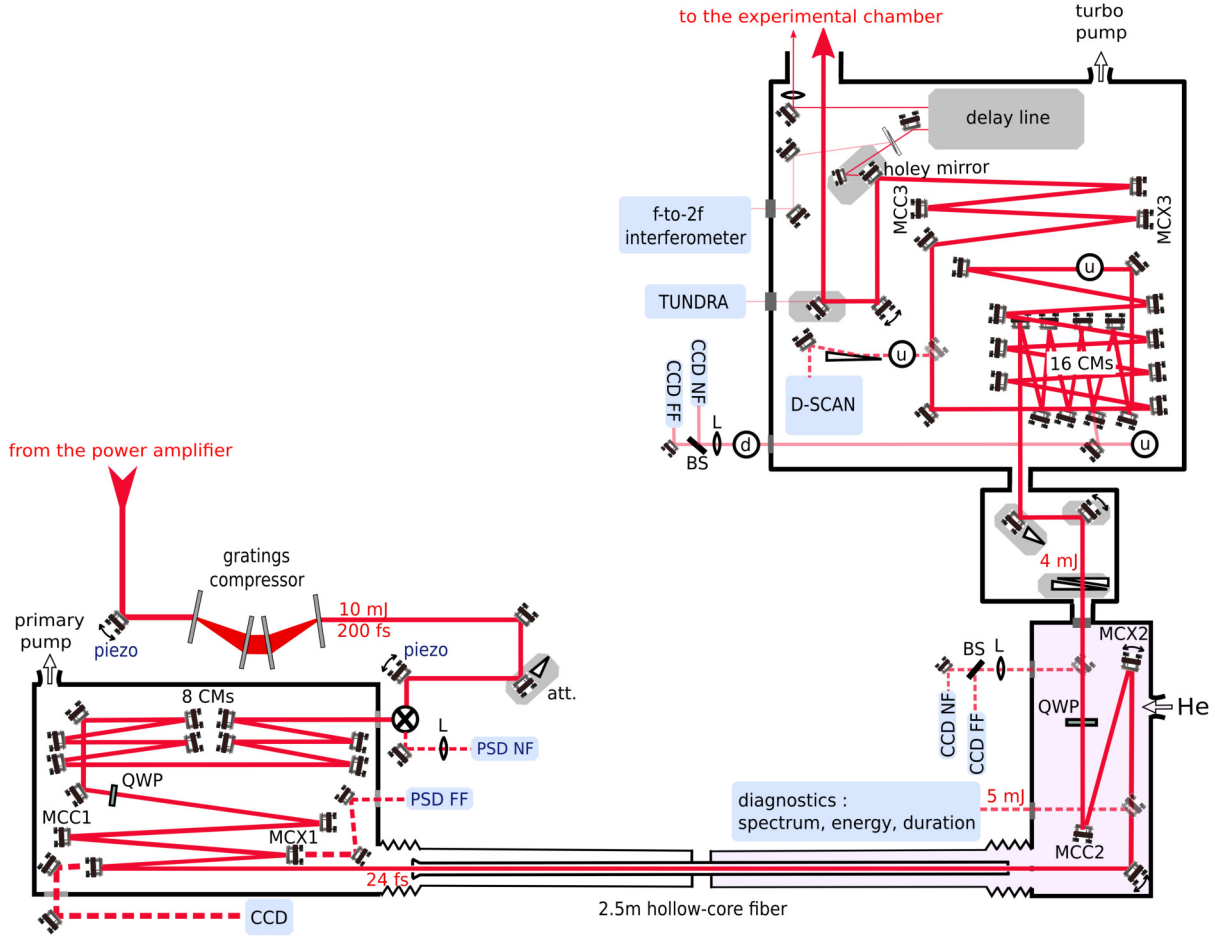 to the experimental chamber
turbo
pump
delay line
holey mirror
MCC3
MCX3
f-to-2f
interferometer
TUNDRA
u
u
16 CMs
D-SCAN
CCD FF
CCD NF
L
d
u
BS
from the power amplifier
4 mJ
gratings
compressor
10 mJ
200 fs
piezo
primary
pump
piezo
att.
8 CMs
L
PSD NF
QWP
PSD FF
MCC1
MCX1
24 fs
CCD
2.5m hollow-core fiber
BS
L
MCX2
CCD NF
CCD FF
QWP
He
5 mJ
diagnostics :
spectrum, energy, duration
MCC2